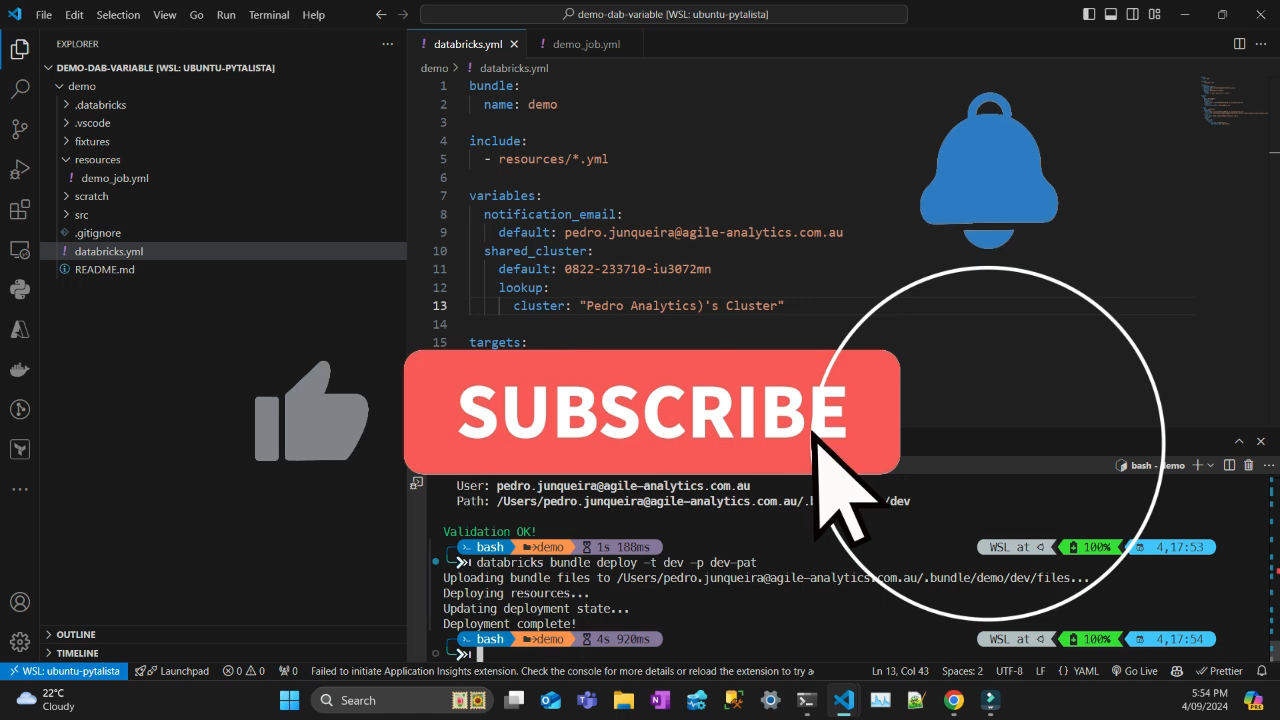 File Edit Selection View Go Run Terminal Help
demo-dab-variable [WSL: ubuntu-pytalista]
EXPLORER
DEMO-DAB-VARIABLE [WSL: UBUNTU-PYTALISTA]
demo
.databricks
.vscode
fixtures
resources
demo_job.yml
scratch
src
.gitignore
databricks.yml
README.md
OUTLINE
TIMELINE
databricks.yml demo_job.yml
demo > databricks.yml
1 bundle:
2 name: demo
3
4 include:
5 - resources/*.yml
6
7 variables:
8 notification_email:
9 default: pedro.junqueira@agile-analytics.com.au
10 shared_cluster:
11 default: 0822-233710-iu3072mn
12 lookup:
13 cluster: "Pedro Analytics)'s Cluster"
14
15 targets:
SUBSCRIBE
bash - demo
User: pedro.junqueira@agile-analytics.com.au
Path: /Users/pedro.junqueira@agile-analytics.com.au/.b /dev
Validation OK!
bash demo 1s 188ms WSL at 100% 4,17:53
databricks bundle deploy -t dev -p dev-pat
Uploading bundle files to /Users/pedro.junqueira@agile-analytics.com.au/.bundle/demo/dev/files...
Deploying resources...
Updating deployment state...
Deployment complete!
bash demo 4s 920ms WSL at 100% 4,17:54
WSL: ubuntu-pytalista Launchpad 0 0 0 Failed to initiate Application Insights extension. Check the console for more details or reload the extension to try ac Ln 13, Col 43 Spaces: 2 UTF-8 LF {} YAML Go Live Prettier
22°C
Cloudy
Search
5:54 PM
4/09/2024